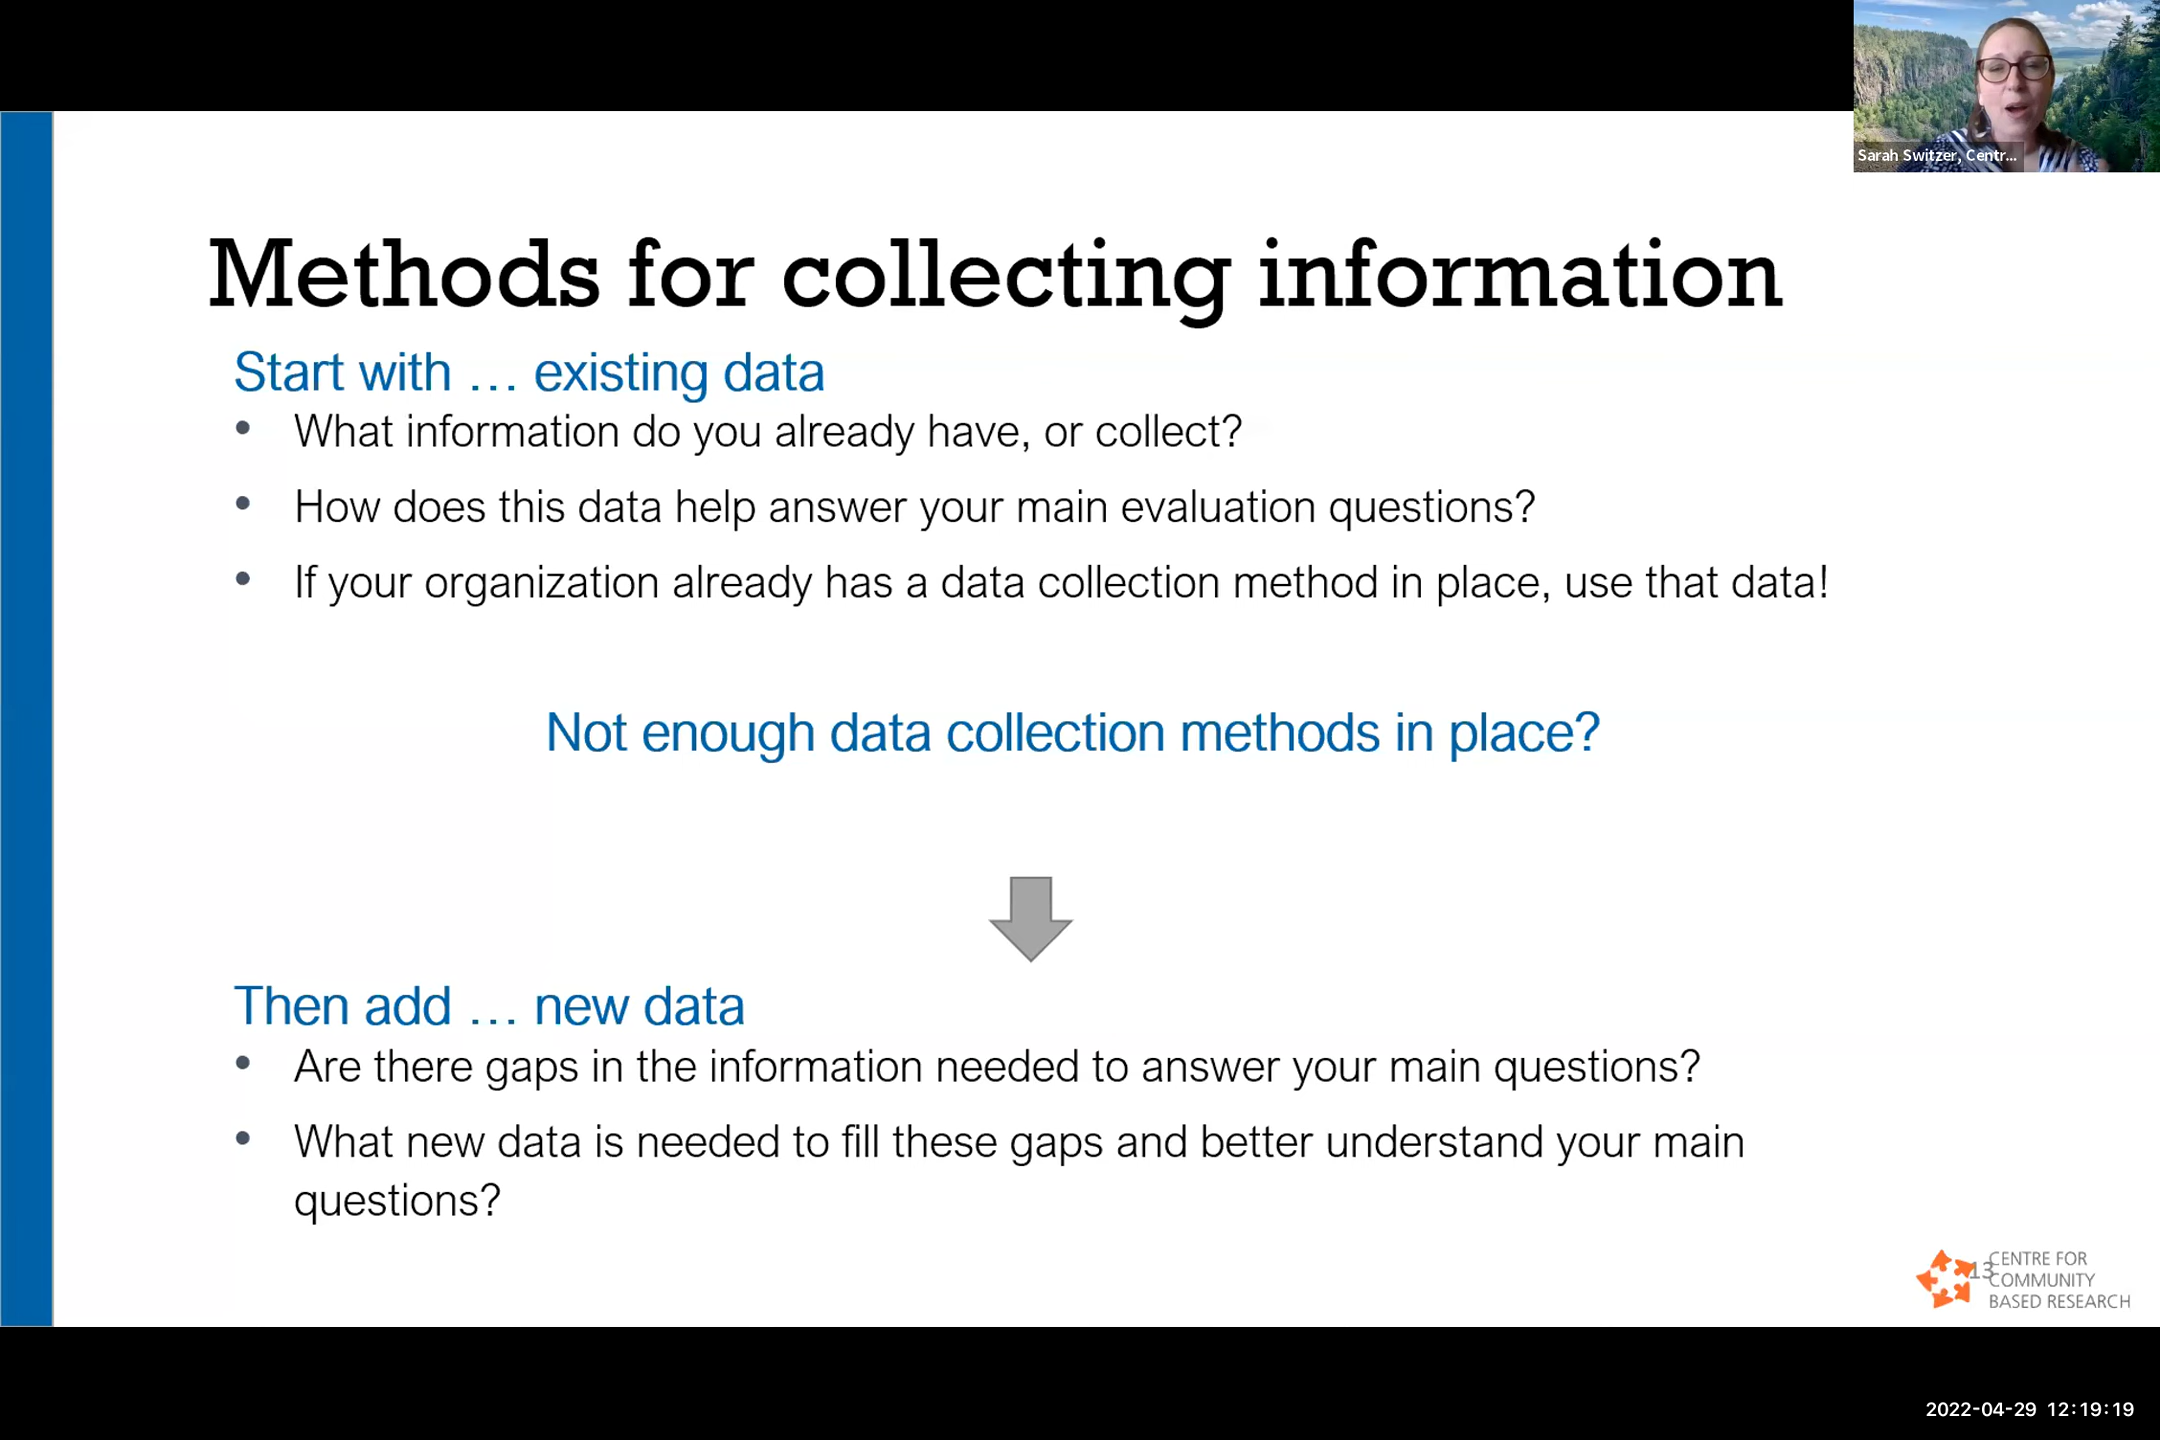 Sarah Switzer, Centr...
Methods for collecting information
Start with … existing data
• What information do you already have, or collect?
• How does this data help answer your main evaluation questions?
• If your organization already has a data collection method in place, use that data!
Not enough data collection methods in place?
Then add … new data
• Are there gaps in the information needed to answer your main questions?
• What new data is needed to fill these gaps and better understand your main
questions?
13
CENTRE FOR
COMMUNITY
BASED RESEARCH
2022-04-29 12:19:19